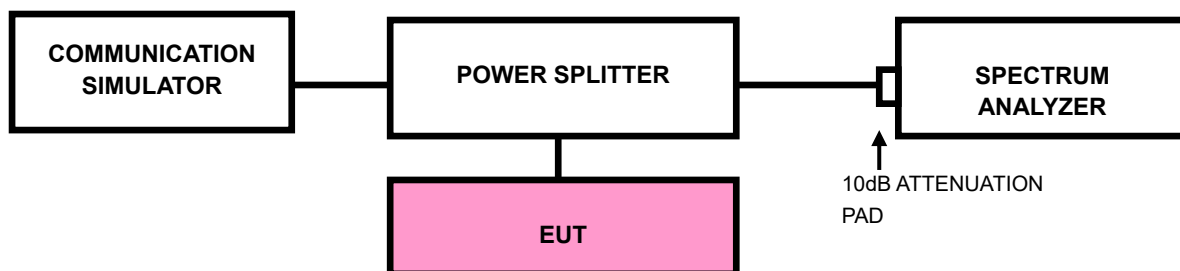 COMMUNICATION
SIMULATOR
POWER SPLITTER
SPECTRUM
ANALYZER
10dB ATTENUATION
PAD
EUT